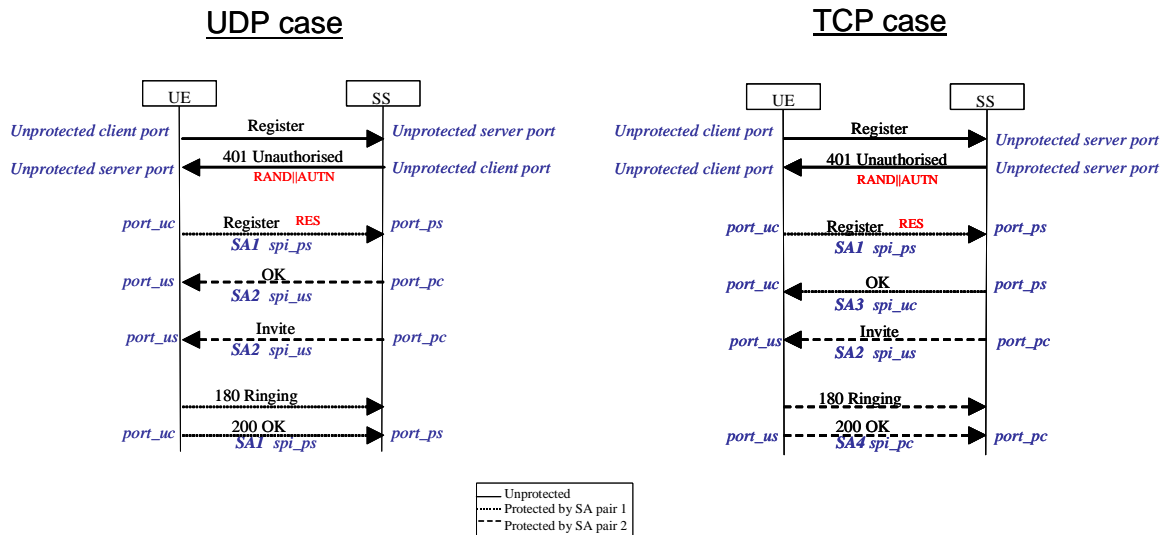 UDP case
UE
SS
Unprotected client port
Register
Unprotected server port
Unprotected server port
401 Unauthorised
RAND||AUTN
Unprotected client port
port_uc
Register RES
port_ps
SA1 spi_ps
port_us
OK
port_pc
SA2 spi_us
port_us
Invite
port_pc
SA2 spi_us
180 Ringing
port_uc
200 OK
port_ps
SA1 spi_ps
TCP case
UE
SS
Unprotected client port
Register
Unprotected server port
Unprotected client port
401 Unauthorised
RAND||AUTN
Unprotected server port
port_uc
Register RES
port_ps
SA1 spi_ps
port_uc
OK
port_ps
SA3 spi_uc
port_us
Invite
port_pc
SA2 spi_us
180 Ringing
port_us
200 OK
port_pc
SA4 spi_pc
Unprotected
Protected by SA pair 1
Protected by SA pair 2